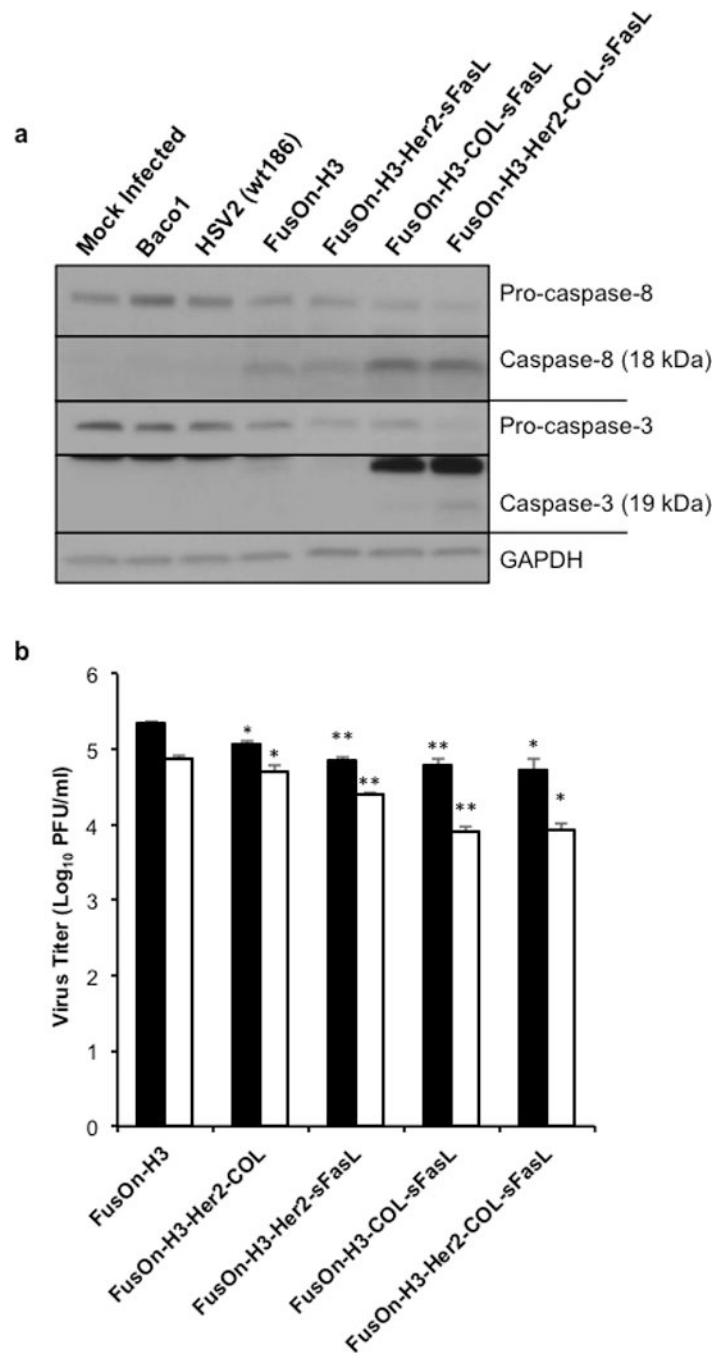 a
Mock Infected
Baco1
HSV2 (wt186)
FusOn-H3
FusOn-H3-Her2-sFasL
FusOn-H3-COL-sFasL
FusOn-H3-Her2-COL-sFasL
Pro-caspase-8
Caspase-8 (18 kDa)
Pro-caspase-3
Caspase-3 (19 kDa)
GAPDH
b
Virus Titer (Log10 PFU/ml)
6
5
4
3
2
1
0
*
*
**
**
**
**
*
*
FusOn-H3
FusOn-H3-Her2-COL
FusOn-H3-Her2-sFasL
FusOn-H3-COL-sFasL
FusOn-H3-Her2-COL-sFasL